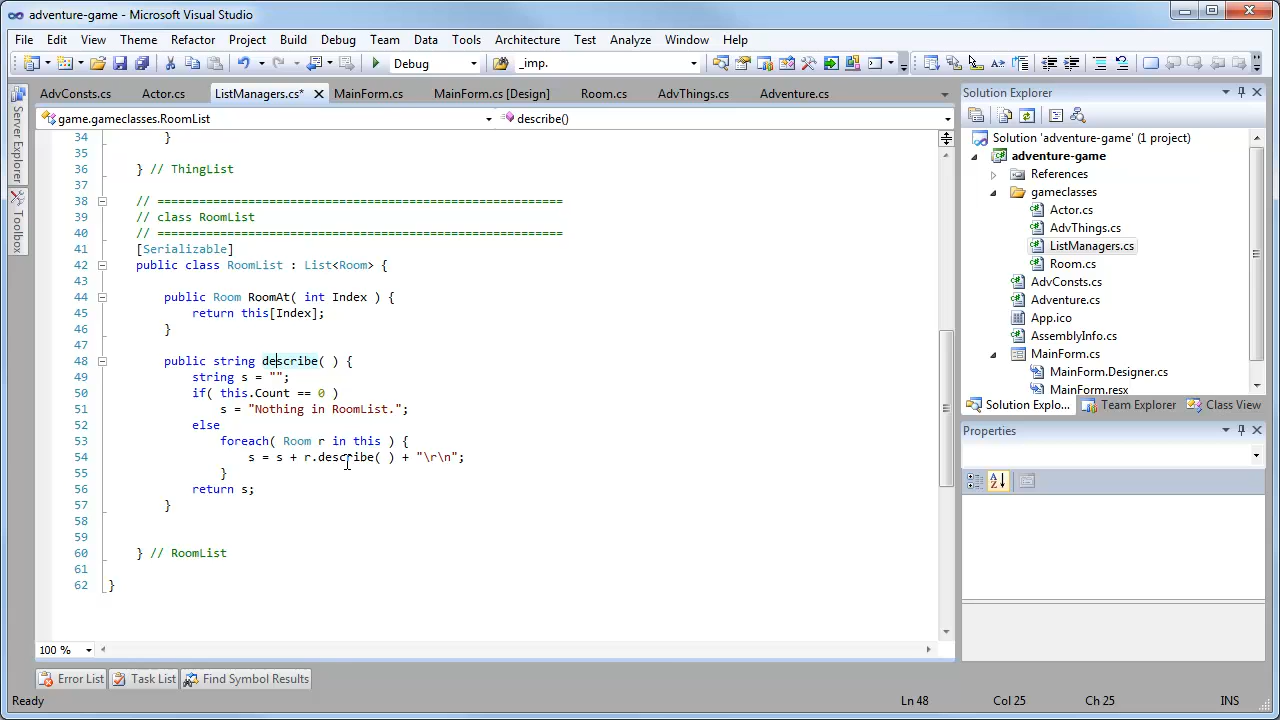 adventure-game - Microsoft Visual Studio
File Edit View Theme Refactor Project Build Debug Team Data Tools Architecture Test Analyze Window Help
Debug _imp.
AdvConsts.cs Actor.cs ListManagers.cs* MainForm.cs MainForm.cs [Design] Room.cs AdvThings.cs Adventure.cs
game.gameclasses.RoomList describe()
34 }
35
36 } // ThingList
37
38 // ==========================================================
39 // class RoomList
40 // ==========================================================
41 [Serializable]
42 public class RoomList : List<Room> {
43
44 public Room RoomAt( int Index ) {
45 return this[Index];
46 }
47
48 public string describe( ) {
49 string s = "";
50 if( this.Count == 0 )
51 s = "Nothing in RoomList.";
52 else
53 foreach( Room r in this ) {
54 s = s + r.describe( ) + "\r\n";
55 }
56 return s;
57 }
58
59
60 } // RoomList
61
62 }
100 %
Server Explorer
Toolbox
Solution Explorer
Solution 'adventure-game' (1 project)
adventure-game
References
gameclasses
Actor.cs
AdvThings.cs
ListManagers.cs
Room.cs
AdvConsts.cs
Adventure.cs
App.ico
AssemblyInfo.cs
MainForm.cs
MainForm.Designer.cs
MainForm.resx
Solution Explo... Team Explorer Class View
Properties
Error List Task List Find Symbol Results
Ready Ln 48 Col 25 Ch 25 INS